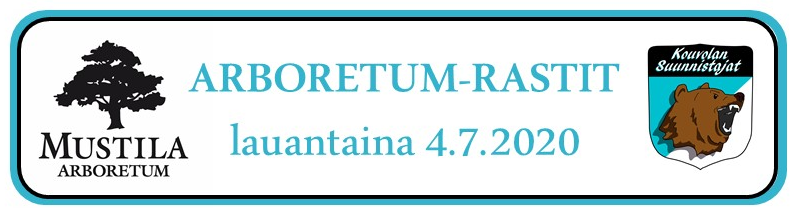 MUSTILA
ARBORETUM
ARBORETUM-RASTIT
lauantaina 4.7.2020
Kouvolan
Suunnistajat